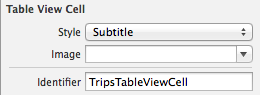 Table View Cell
Style Subtitle
Image
Identifier TripsTableViewCell